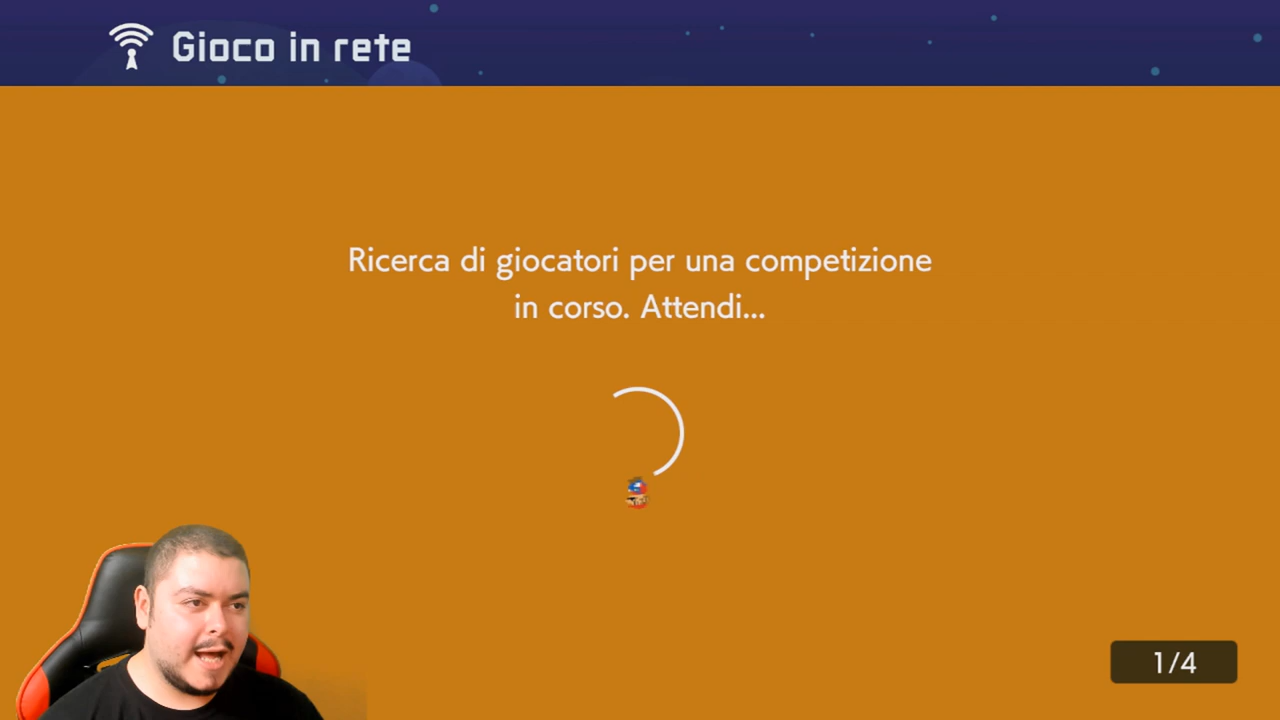 Gioco in rete
Ricerca di giocatori per una competizione
in corso. Attendi...
1/4